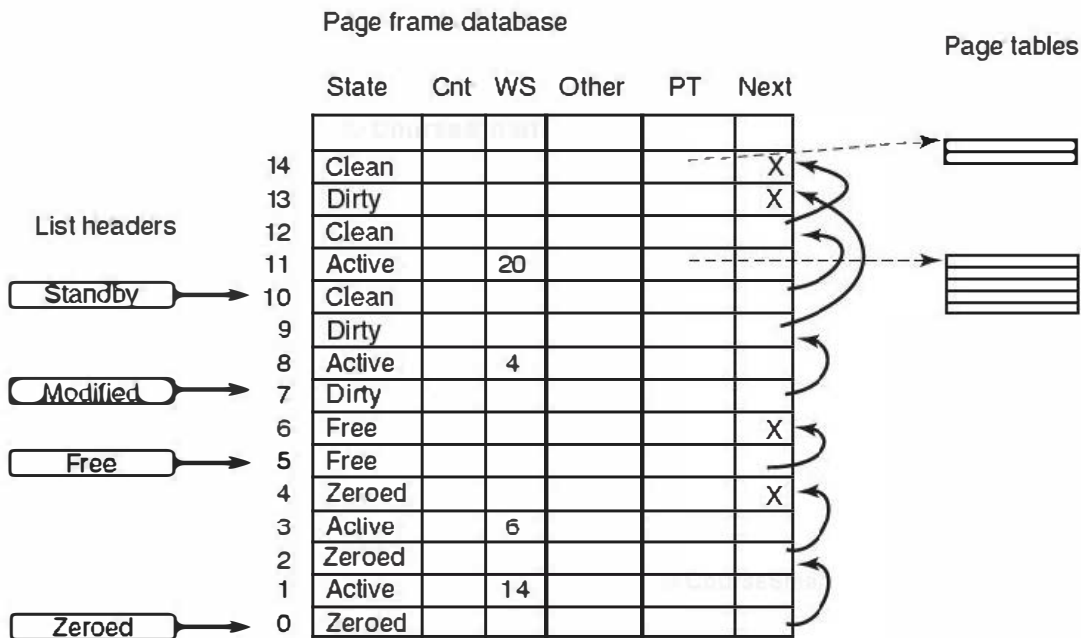 Page frame database
Page tables
State Cnt WS Other PT Next
14 Clean X
13 Dirty X
List headers
12 Clean
11 Active 20
Standby 10 Clean
9 Dirty
8 Active 4
Modified 7 Dirty
6 Free X
Free 5 Free
4 Zeroed X
3 Active 6
2 Zeroed
1 Active 14
Zeroed 0 Zeroed